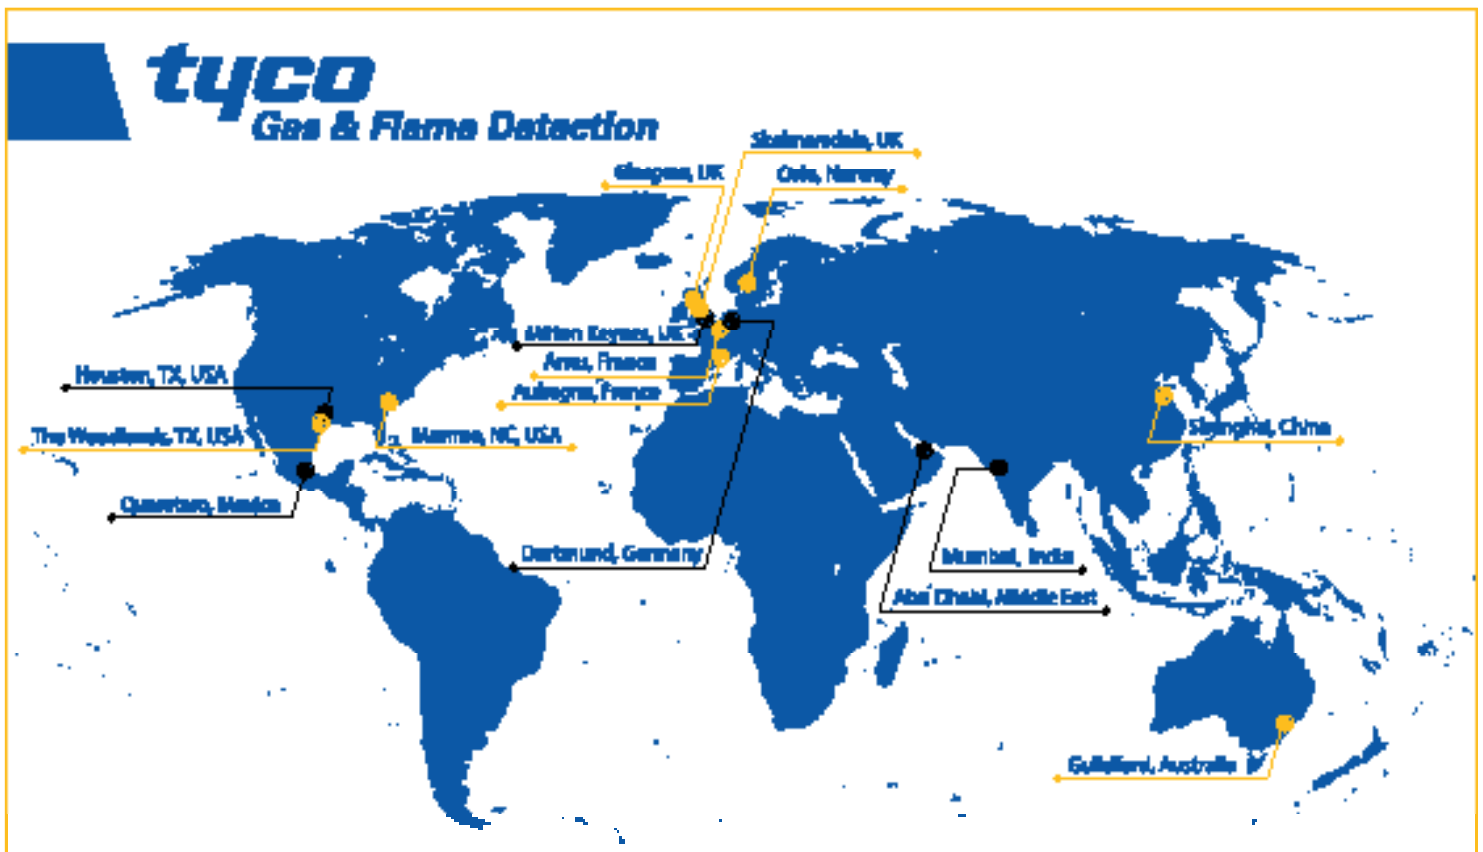 tyco
Gas & Flame Detection
Skelmersdale, UK
Glasgow, UK
Oslo, Norway
Milton Keynes, UK
Arras, France
Aubagne, France
Houston, TX, USA
The Woodlands, TX, USA
Monroe, NC, USA
Queretaro, Mexico
Shanghai, China
Dortmund, Germany
Mumbai, India
Abu Dhabi, Middle East
Guildford, Australia